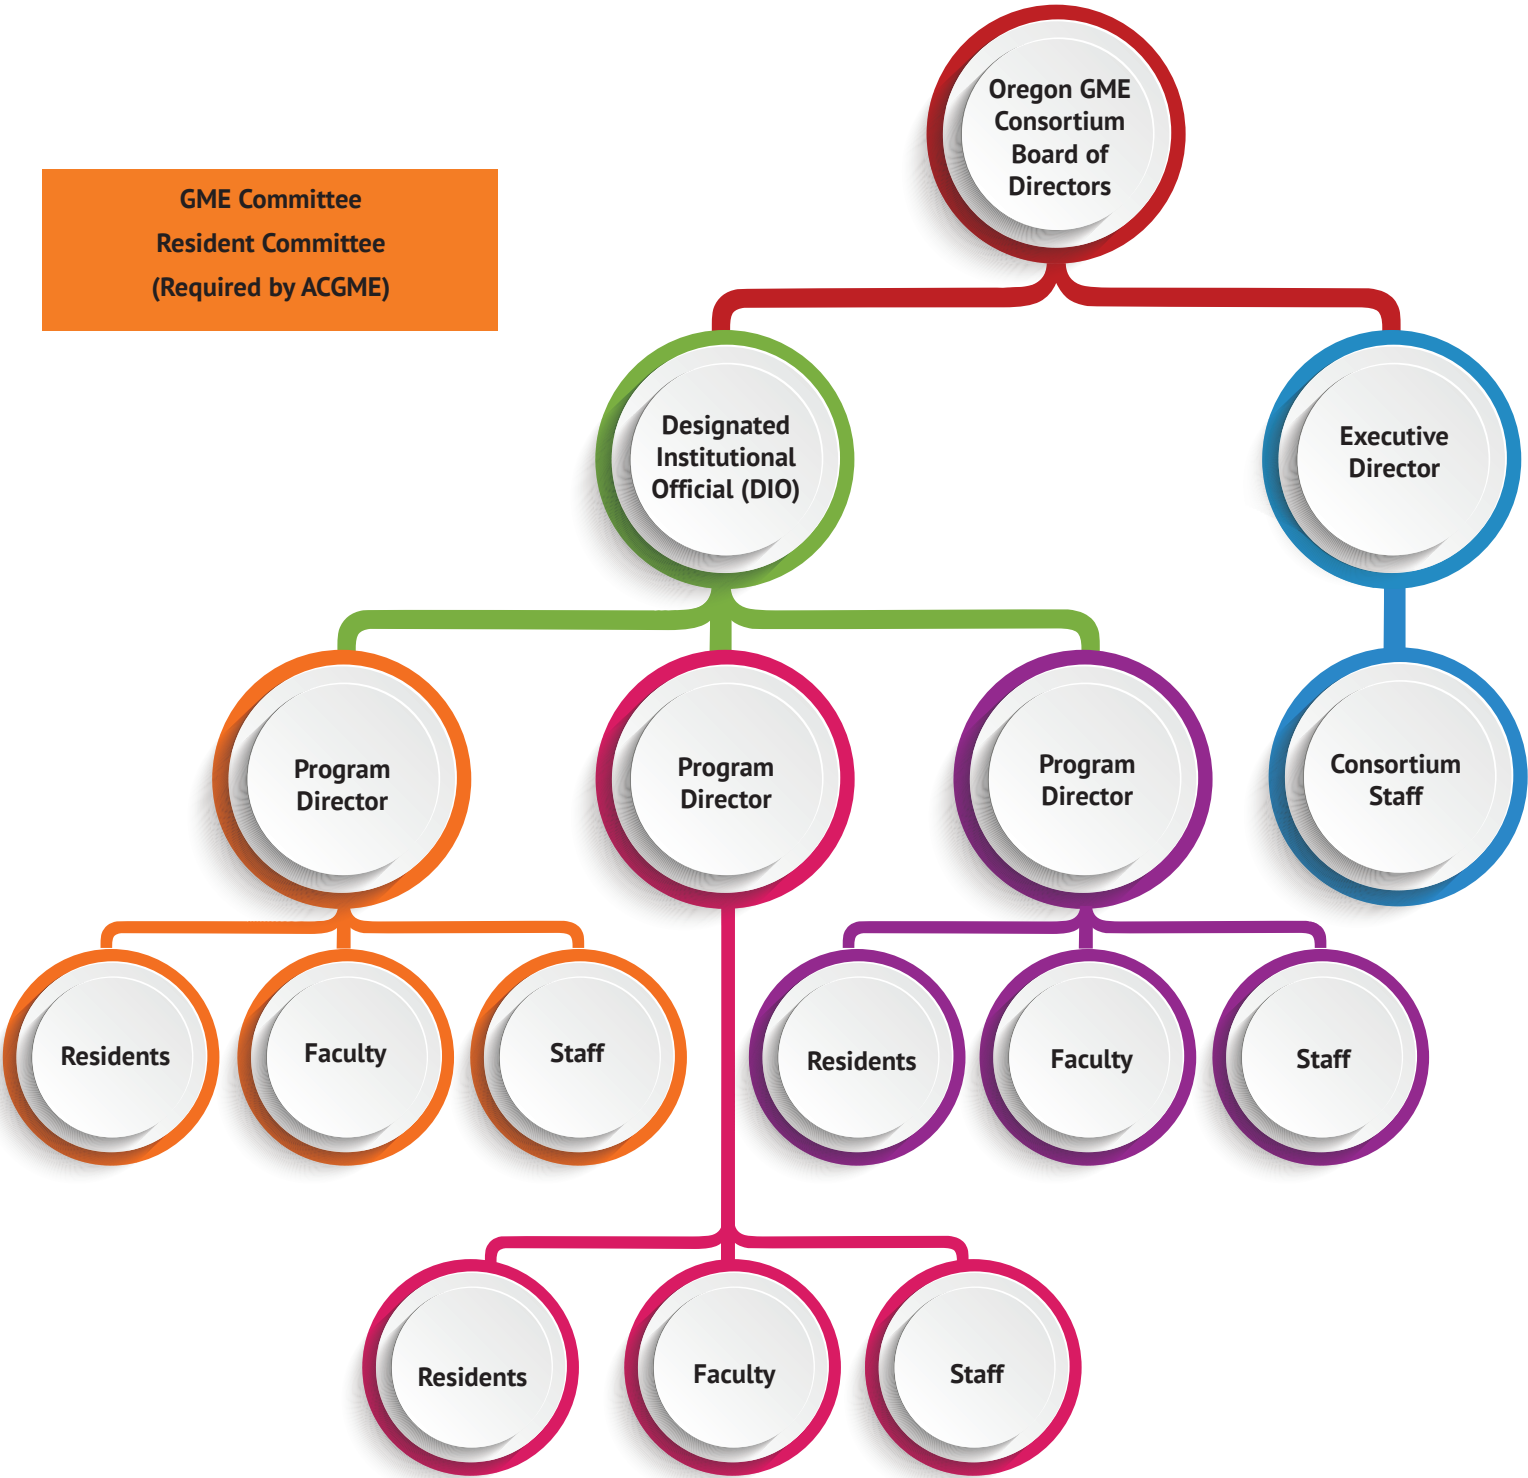 Oregon GME
Consortium
Board of
Directors
GME Committee
Resident Committee
(Required by ACGME)
Designated
Institutional
Official (DIO)
Executive
Director
Program
Director
Program
Director
Program
Director
Consortium
Staff
Residents
Faculty
Staff
Residents
Faculty
Staff
Residents
Faculty
Staff